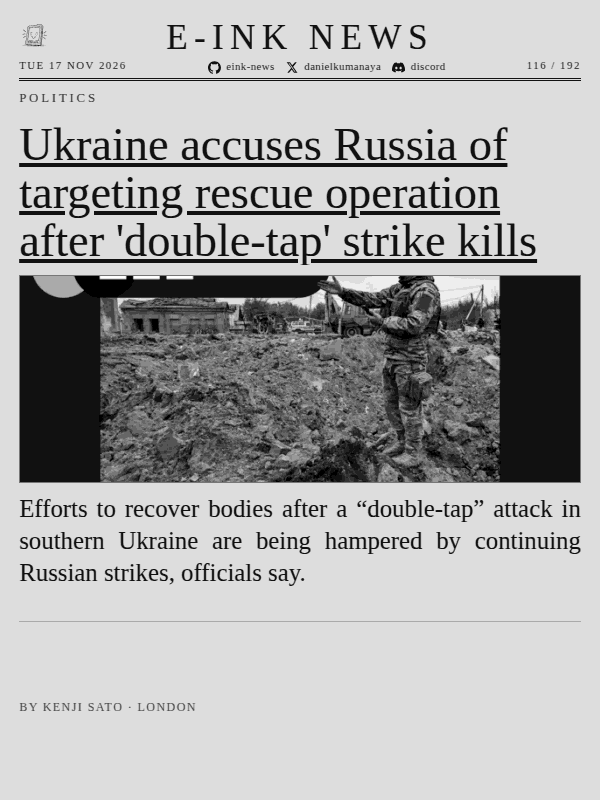 E-INK NEWS
TUE 17 NOV 2026
eink-news
danielkumanaya
discord
116 / 192
POLITICS
Ukraine accuses Russia of
targeting rescue operation
after 'double-tap' strike kills
Efforts to recover bodies after a “double-tap” attack in
southern Ukraine are being hampered by continuing
Russian strikes, officials say.
BY KENJI SATO · LONDON